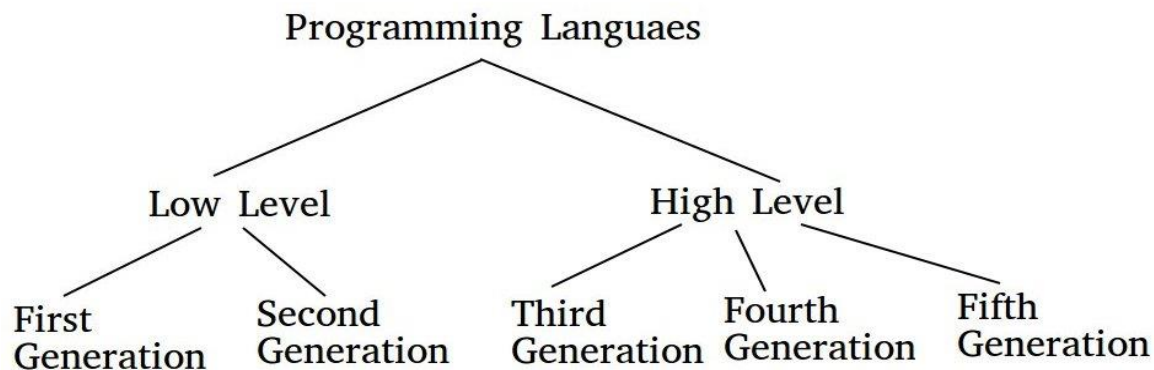 Programming Languaes
Low Level
High Level
First
Generation
Second
Generation
Third
Generation
Fourth
Generation
Fifth
Generation